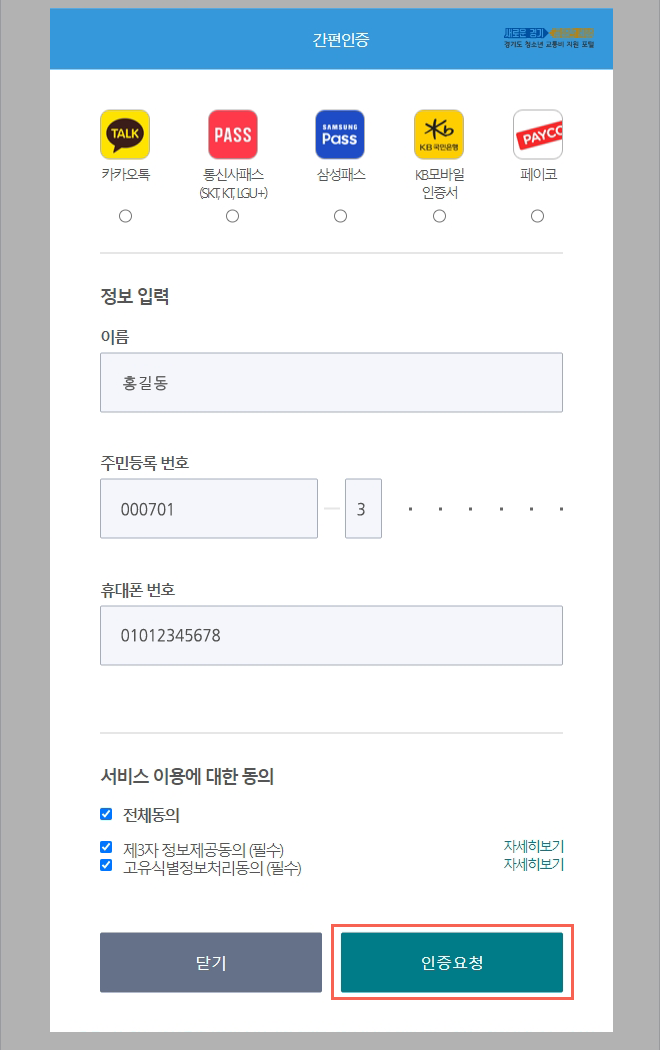 간편인증
새로운 경기
경기도 청소년 교통비 지원 포털
TALK
PASS
SAMSUNG
Pass
Kb
KB 국민은행
PAYCO
카카오톡
통신사패스
(SKT, KT, LGU+)
삼성패스
KB모바일
인증서
페이코
정보 입력
이름
홍길동
주민등록 번호
000701 – 3 · · · · · ·
휴대폰 번호
01012345678
서비스 이용에 대한 동의
전체동의
제3자 정보제공동의 (필수) 자세히보기
고유식별정보처리동의 (필수) 자세히보기
닫기 인증요청